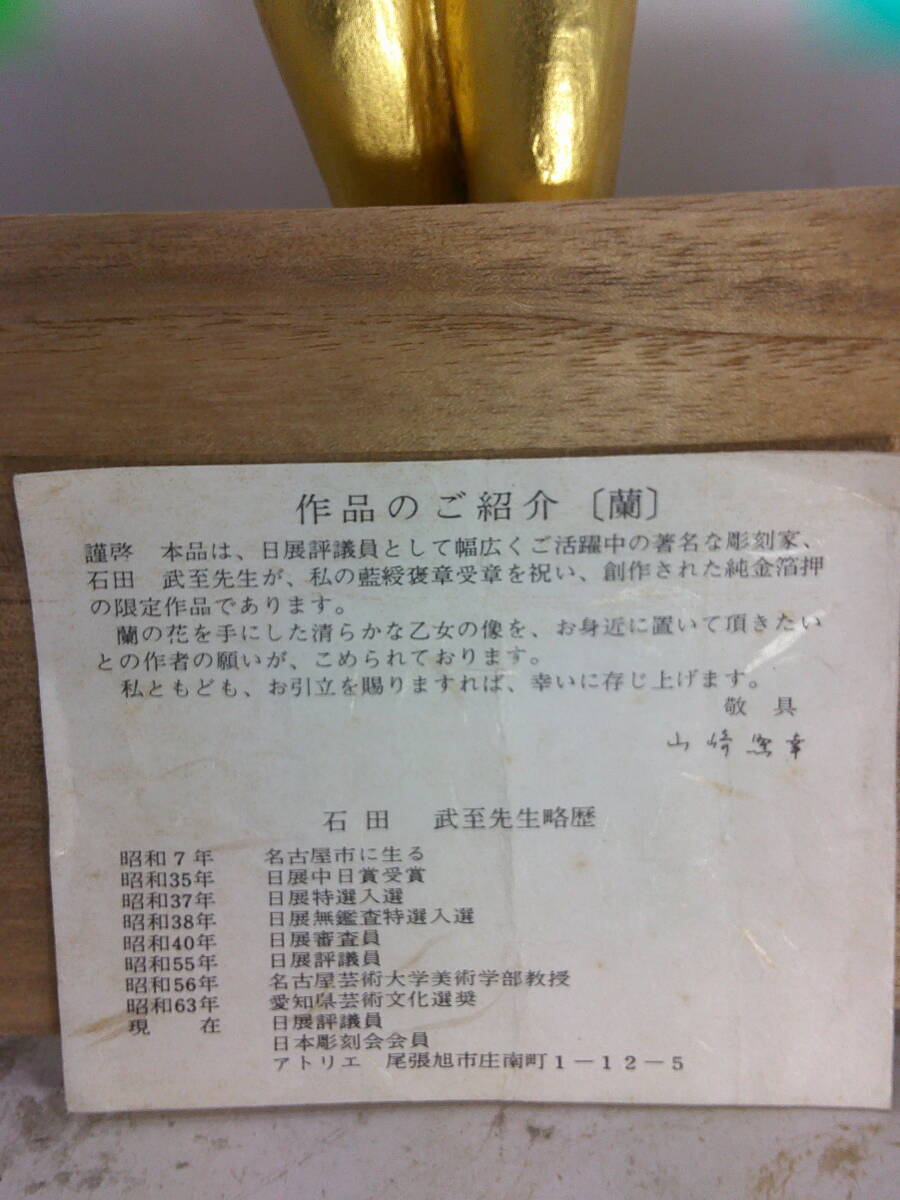 作品のご紹介〔蘭〕
謹啓　本品は、日展評議員として幅広くご活躍中の著名な彫刻家、
石田　武至先生が、私の藍綬褒章受章を祝い、創作された純金箔押
の限定作品であります。
蘭の花を手にした清らかな乙女の像を、お身近に置いて頂きたい
との作者の願いが、こめられております。
私ともども、お引立を賜りますれば、幸いに存じ上げます。
敬　具
山崎　幸
石田　武至先生略歴
昭和7年　名古屋市に生る
昭和35年　日展中日賞受賞
昭和37年　日展特選入選
昭和38年　日展無鑑査特選入選
昭和40年　日展審査員
昭和55年　日展評議員
昭和56年　名古屋芸術大学美術学部教授
昭和63年　愛知県芸術文化選奨
現　在　日展評議員
日本彫刻会会員
アトリエ　尾張旭市庄南町1－12－5